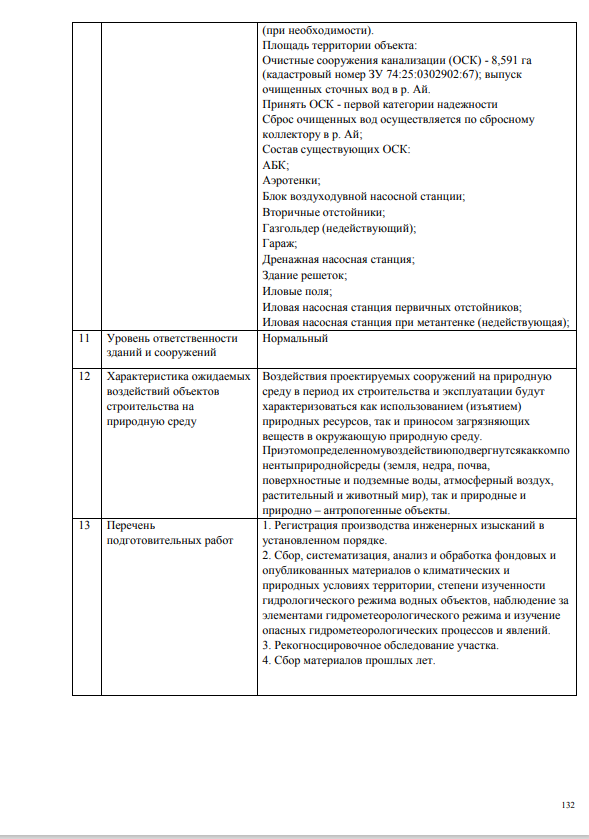 (при необходимости).
Площадь территории объекта:
Очистные сооружения канализации (ОСК) - 8,591 га
(кадастровый номер ЗУ 74:25:0302902:67); выпуск
очищенных сточных вод в р. Ай.
Принять ОСК - первой категории надежности
Сброс очищенных вод осуществляется по сбросному
коллектору в р. Ай;
Состав существующих ОСК:
АБК;
Аэротенки;
Блок воздуходувной насосной станции;
Вторичные отстойники;
Газгольдер (недействующий);
Гараж;
Дренажная насосная станция;
Здание решеток;
Иловые поля;
Иловая насосная станция первичных отстойников;
Иловая насосная станция при метантенке (недействующая);
11 Уровень ответственности
зданий и сооружений
Нормальный
12 Характеристика ожидаемых
воздействий объектов
строительства на
природную среду
Воздействия проектируемых сооружений на природную
среду в период их строительства и эксплуатации будут
характеризоваться как использованием (изъятием)
природных ресурсов, так и приносом загрязняющих
веществ в окружающую природную среду.
Приэтомопределенномувоздействиюподвергнутсякаккомпо
нентыприроднойсреды (земля, недра, почва,
поверхностные и подземные воды, атмосферный воздух,
растительный и животный мир), так и природные и
природно – антропогенные объекты.
13 Перечень
подготовительных работ
1. Регистрация производства инженерных изысканий в
установленном порядке.
2. Сбор, систематизация, анализ и обработка фондовых и
опубликованных материалов о климатических и
природных условиях территории, степени изученности
гидрологического режима водных объектов, наблюдение за
элементами гидрометеорологического режима и изучение
опасных гидрометеорологических процессов и явлений.
3. Рекогносцировочное обследование участка.
4. Сбор материалов прошлых лет.
132